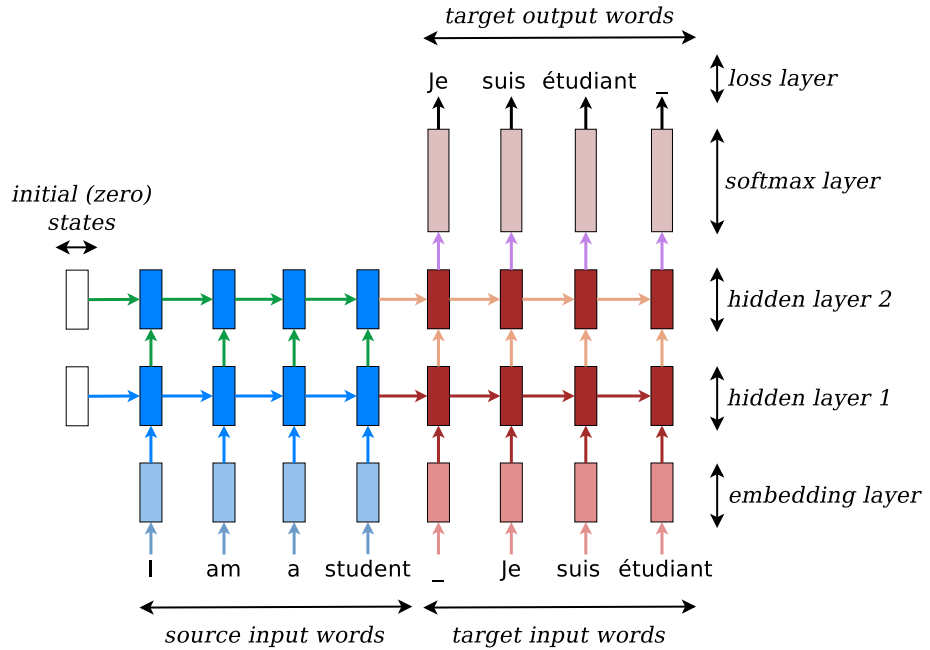 target output words
Je suis étudiant _
loss layer
softmax layer
initial (zero)
states
hidden layer 2
hidden layer 1
embedding layer
I am a student _ Je suis étudiant
source input words target input words